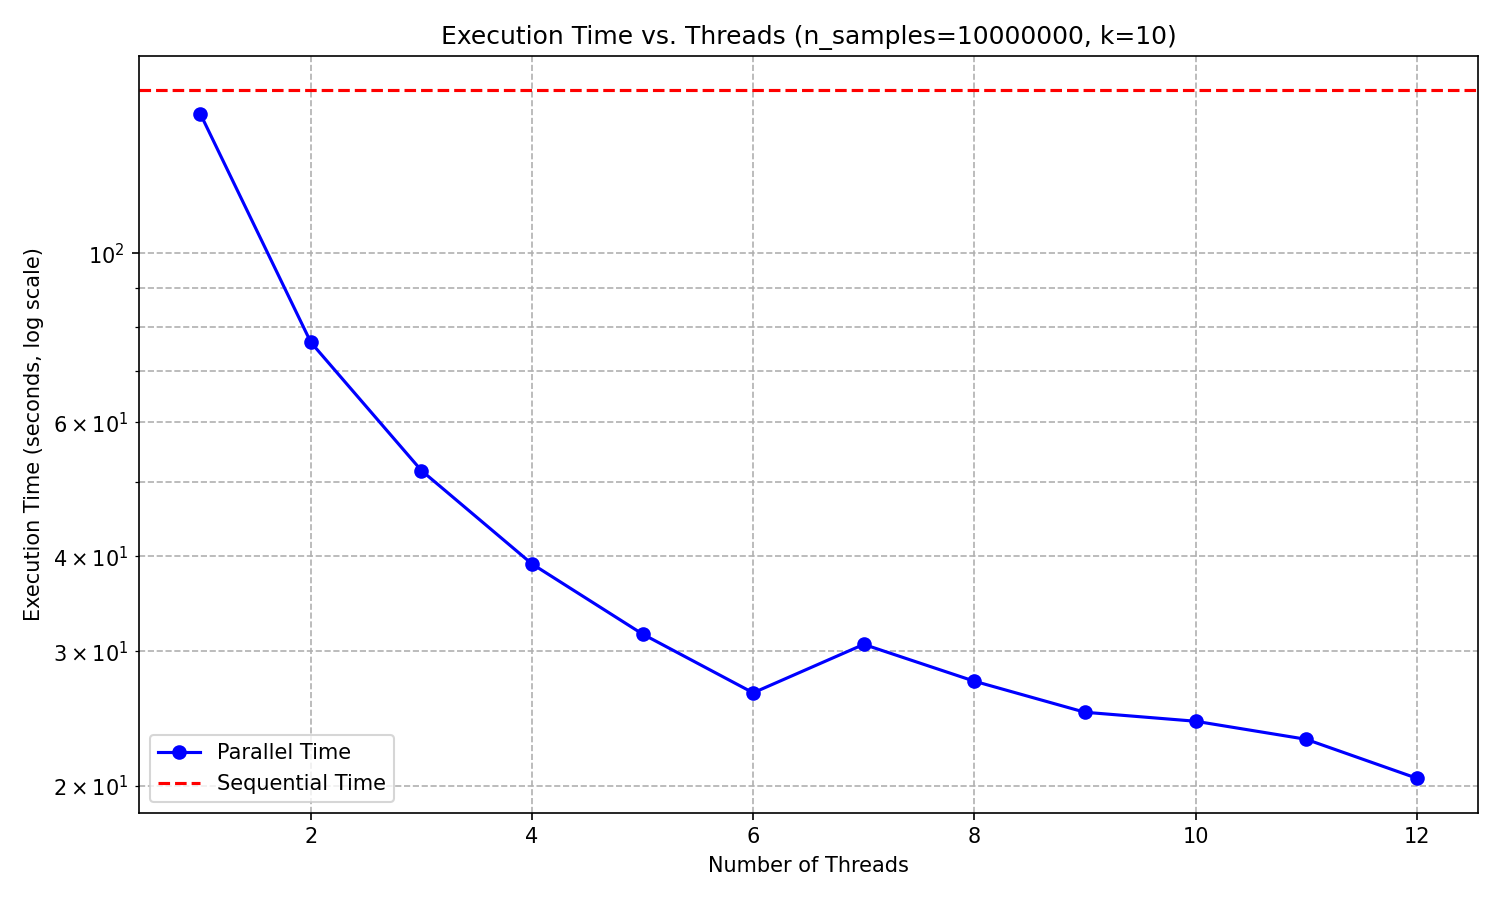 Execution Time vs. Threads (n_samples=10000000, k=10)
Execution Time (seconds, log scale)
10²
6 × 10¹
4 × 10¹
3 × 10¹
2 × 10¹
Parallel Time
Sequential Time
2 4 6 8 10 12
Number of Threads